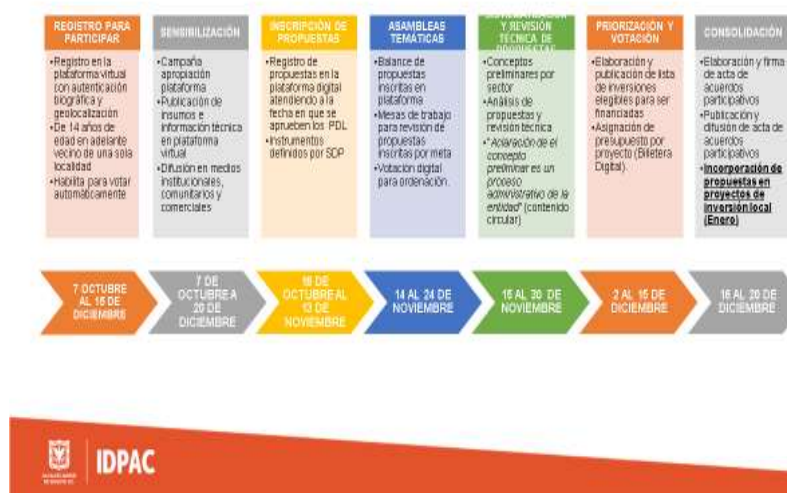 REGISTRO PARA
PARTICIPAR
•Registro en la
plataforma virtual
con autenticación
biográfica y
geolocalización
•De 14 años de
edad en adelante
vecino de una sola
localidad
•Habilita para votar
automáticamente
SENSIBILIZACIÓN
•Campaña
apropiación
plataforma
•Publicación de
insumos e
información técnica
en plataforma
virtual
•Difusión en medios
institucionales,
comunitarios y
comerciales
INSCRIPCIÓN DE
PROPUESTAS
•Registro de
propuestas en la
plataforma digital
atendiendo a la
fecha en que se
aprueben los PDL
•Instrumentos
definidos por SDP
ASAMBLEAS
TEMÁTICAS
•Balance de
propuestas
inscritas en
plataforma
•Mesas de trabajo
para revisión de
propuestas
inscritas por meta
•Votación digital
para ordenación.
Y REVISIÓN
TÉCNICA DE
PROPUESTAS
•Conceptos
preliminares por
sector
•Análisis de
propuestas y
revisión técnica
•"Aclaración de el
concepto
preliminar es un
proceso
administrativo de la
entidad" (contenido
circular)
PRIORIZACIÓN Y
VOTACIÓN
•Elaboración y
publicación de lista
de inversiones
elegibles para ser
financiadas
•Asignación de
presupuesto por
proyecto (Billetera
Digital).
CONSOLIDACIÓN
•Elaboración y firma
de acta de
acuerdos
participativos
•Publicación y
difusión de acta de
acuerdos
participativos
•Incorporación de
propuestas en
proyectos de
inversión local
(Enero)
7 OCTUBRE
AL 15 DE
DICIEMBRE
7 DE
OCTUBRE A
20 DE
DICIEMBRE
DE
OCTUBRE AL
13 DE
NOVIEMBRE
14 AL 24 DE
NOVIEMBRE
15 AL 30 DE
NOVIEMBRE
2 AL 15 DE
DICIEMBRE
16 AL 20 DE
DICIEMBRE
IDPAC